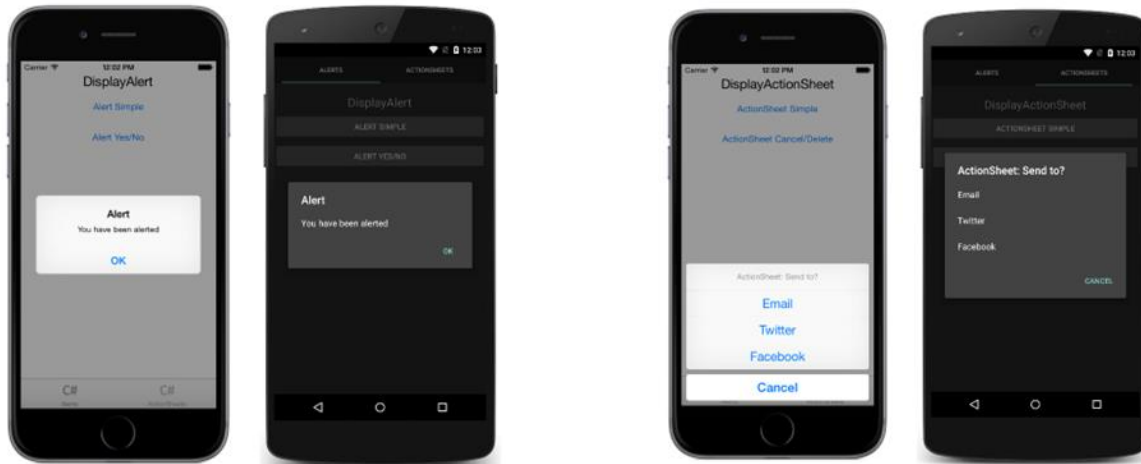 Carrier 12:02 PM
DisplayAlert
Alert Simple
Alert Yes/No
Alert
You have been alerted
OK
C#
C#
12:03
ALERTS ACTIONSHEETS
DisplayAlert
ALERT SIMPLE
ALERT YES/NO
Alert
You have been alerted
OK
Carrier 12:02 PM
DisplayActionSheet
ActionSheet Simple
ActionSheet Cancel/Delete
ActionSheet: Send to?
Email
Twitter
Facebook
Cancel
12:03
ALERTS ACTIONSHEETS
DisplayActionSheet
ACTIONSHEET SIMPLE
ActionSheet: Send to?
Email
Twitter
Facebook
CANCEL